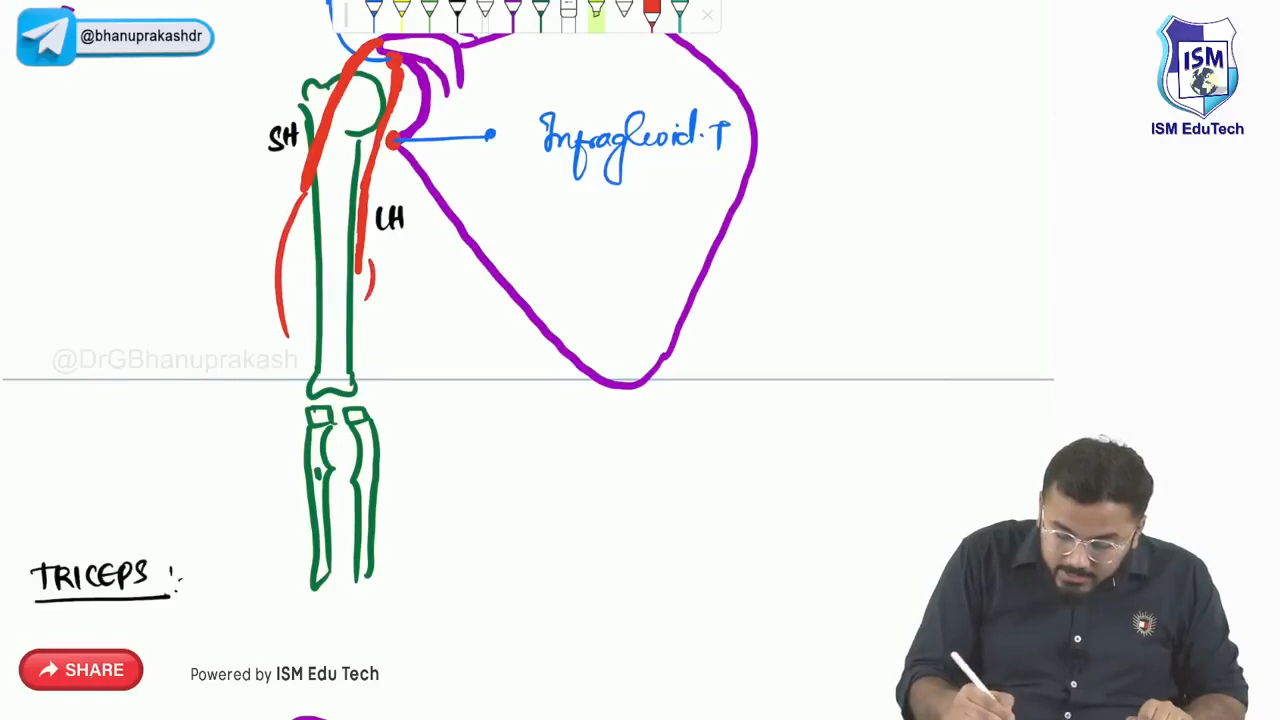 @bhanuprakashdr
ISM
ISM EduTech
SH
Infraglenoid.T
LH
@DrGBhanuprakash
TRICEPS :
SHARE
Powered by ISM Edu Tech